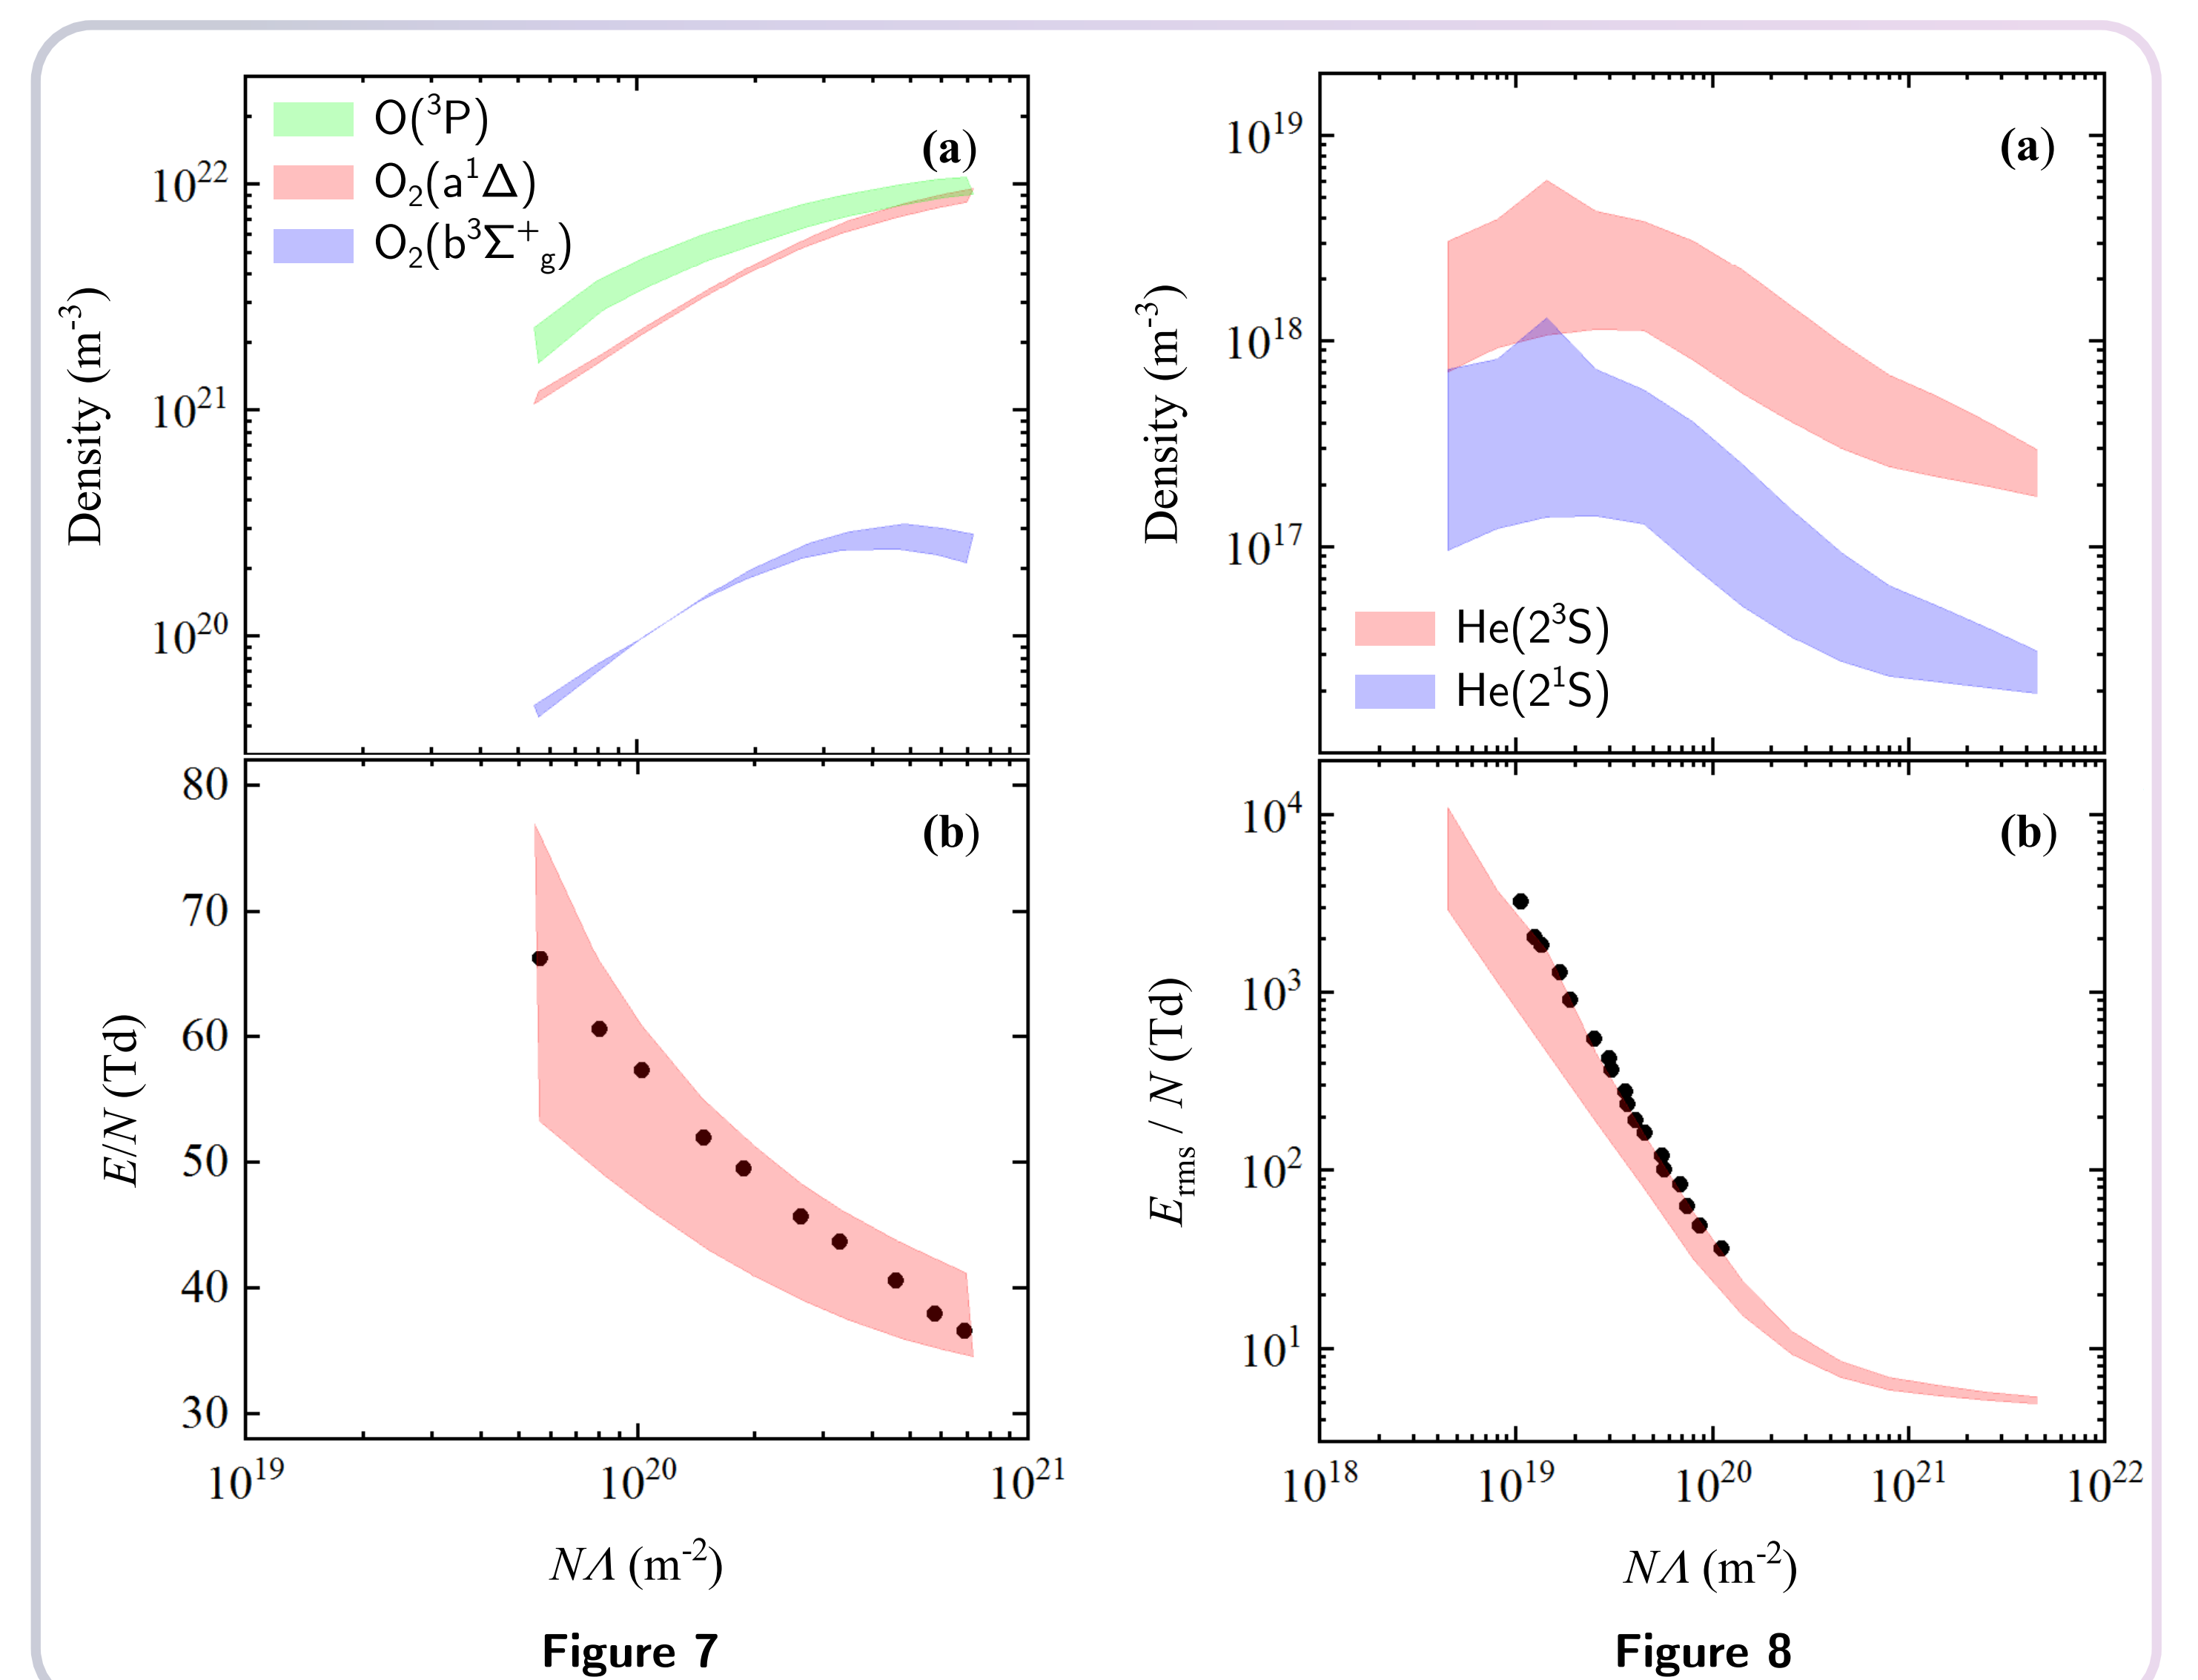 O(³P)
O₂(a¹Δ)
O₂(b³Σ⁺g)
(a)
10²²
10²¹
10²⁰
Density (m⁻³)
(b)
80
70
60
50
40
30
E/N (Td)
10¹⁹ 10²⁰ 10²¹
NΛ (m⁻²)
Figure 7
(a)
10¹⁹
10¹⁸
10¹⁷
Density (m⁻³)
He(2³S)
He(2¹S)
(b)
10⁴
10³
10²
10¹
Erms / N (Td)
10¹⁸ 10¹⁹ 10²⁰ 10²¹ 10²²
NΛ (m⁻²)
Figure 8